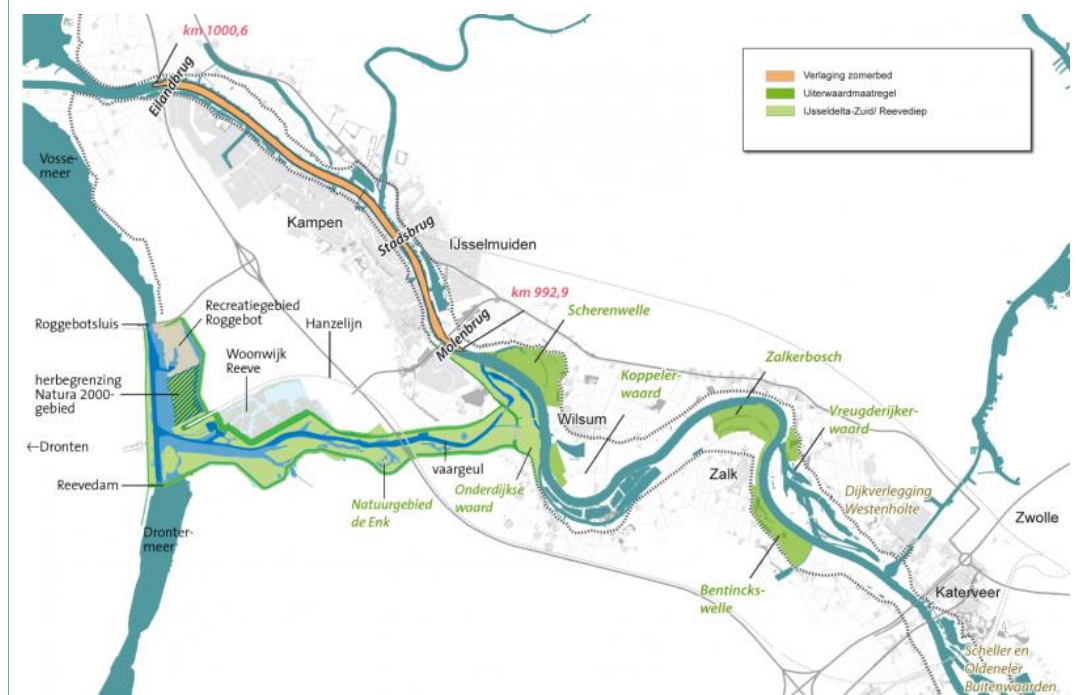 km 1000,6
Eilandbrug
Verlaging zomerbed
Uiterwaardmaatregel
IJsseldelta-Zuid/ Reevediep
Vosse-
meer
Kampen
Stadsbrug
IJsselmuiden
km 992,9
Molenbrug
Scherenwelle
Roggebotsluis
Recreatiegebied
Roggebot
Hanzelijn
Woonwijk
Reeve
herbegrenzing
Natura 2000-
gebied
Zalkerbosch
Koppeler-
waard
Wilsum
Vreugderijker-
waard
←Dronten
vaargeul
Zalk
Reevedam
Onderdijkse
waard
Natuurgebied
de Enk
Dijkverlegging
Westenholte
Zwolle
Dronter-
meer
Bentincks-
welle
Katerveer
Scheller en
Oldeneler
Buitenwaarden